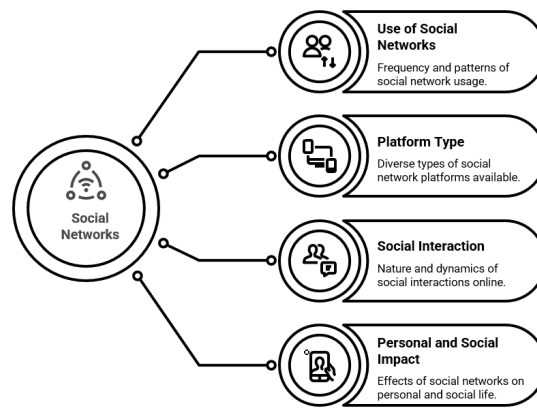 Social
Networks
Use of Social
Networks
Frequency and patterns of
social network usage.
Platform Type
Diverse types of social
network platforms available.
Social Interaction
Nature and dynamics of
social interactions online.
Personal and Social
Impact
Effects of social networks on
personal and social life.